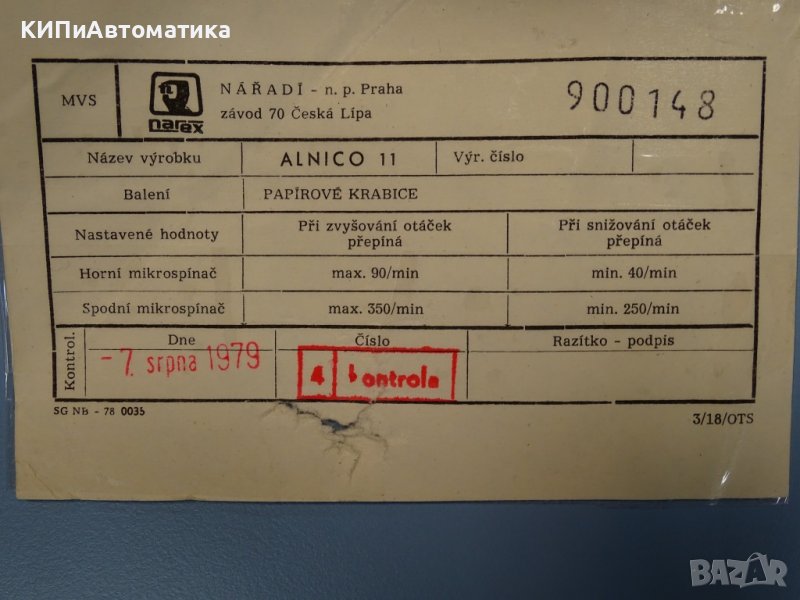 КИПиАвтоматика
MVS
narex
NÁŘADÍ - n. p. Praha
závod 70 Česká Lípa
900148
Název výrobku ALNICO 11 Výr. číslo
Balení PAPÍROVÉ KRABICE
Nastavené hodnoty Při zvyšování otáček přepíná Při snižování otáček přepíná
Horní mikrospínač max. 90/min min. 40/min
Spodní mikrospínač max. 350/min min. 250/min
Kontrol. Dne Číslo Razítko - podpis
-7. srpna 1979 4 kontrola
SG NB - 78 0035 3/18/OTS
BAZAR